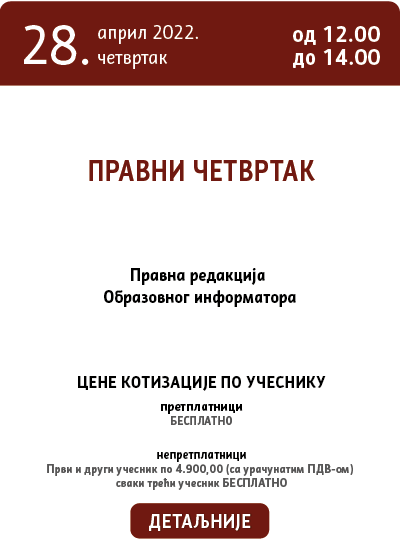 28.
април 2022.
четвртак
од 12.00
до 14.00
ПРАВНИ ЧЕТВРТАК
Правна редакција
Образовног информатора
ЦЕНЕ КОТИЗАЦИЈЕ ПО УЧЕСНИКУ
претплатници
БЕСПЛАТНО
непретплатници
Први и други учесник по 4.900,00 (са урачунатим ПДВ-ом)
сваки трећи учесник БЕСПЛАТНО
ДЕТАЉНИЈЕ